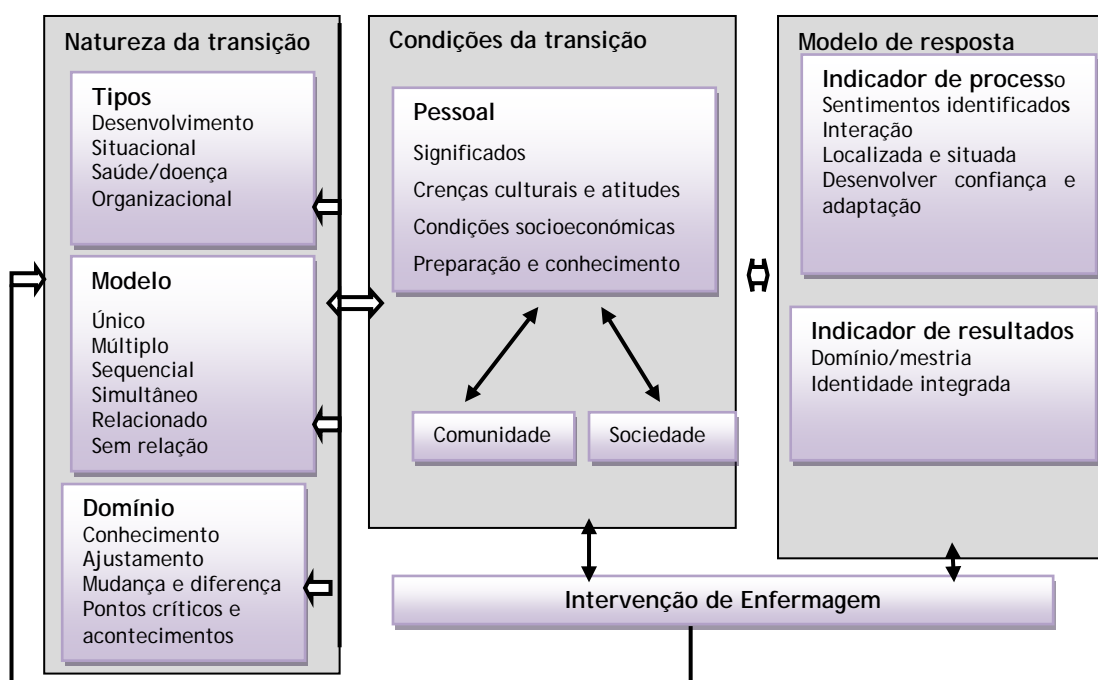 Natureza da transição
Tipos
Desenvolvimento
Situacional
Saúde/doença
Organizacional
Modelo
Único
Múltiplo
Sequencial
Simultâneo
Relacionado
Sem relação
Domínio
Conhecimento
Ajustamento
Mudança e diferença
Pontos críticos e
acontecimentos
Condições da transição
Pessoal
Significados
Crenças culturais e atitudes
Condições socioeconómicas
Preparação e conhecimento
Comunidade
Sociedade
Modelo de resposta
Indicador de processo
Sentimentos identificados
Interação
Localizada e situada
Desenvolver confiança e
adaptação
Indicador de resultados
Domínio/mestria
Identidade integrada
Intervenção de Enfermagem